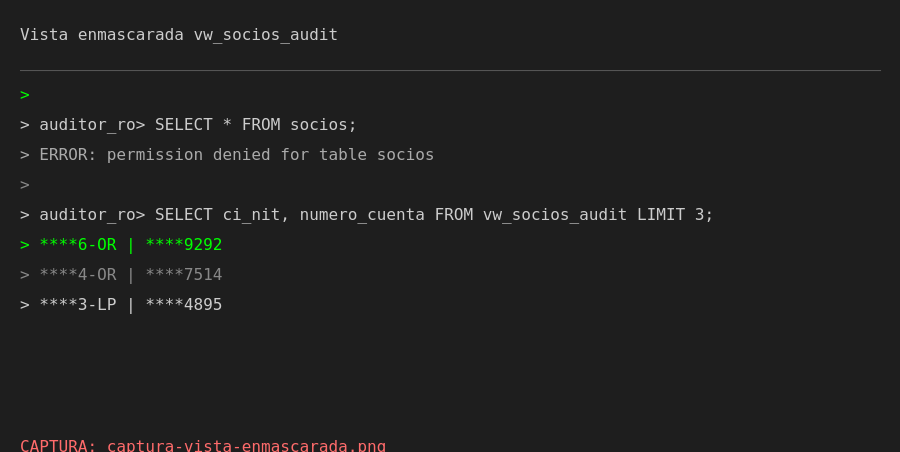 Vista enmascarada vw_socios_audit
>
> auditor_ro> SELECT * FROM socios;
> ERROR: permission denied for table socios
>
> auditor_ro> SELECT ci_nit, numero_cuenta FROM vw_socios_audit LIMIT 3;
> ****6-OR | ****9292
> ****4-OR | ****7514
> ****3-LP | ****4895
CAPTURA: captura-vista-enmascarada.png